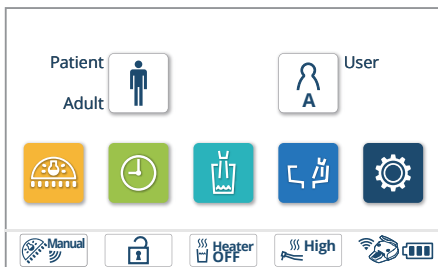 Patient
User
Adult
A
Manual
Heater
OFF
High